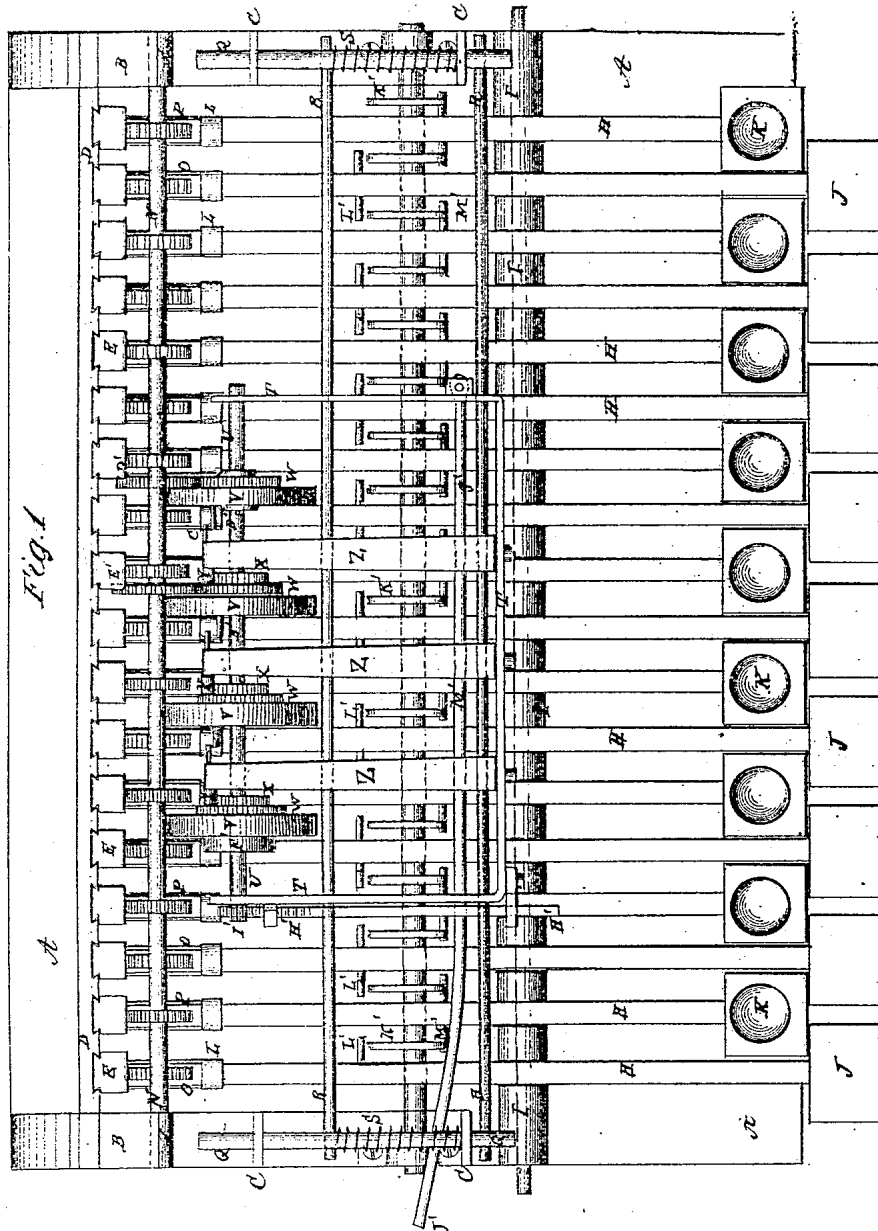 Fig. 1
A
D
D
B
E
E
E'
E
B
N
N
O
P
O
P
D'
O
P
L
L
L
Q
Q
C
C
I'
U
U
V
V
V
V
W
W
W
W
X
X
X
H'
T
T
R
R
Z
Z
Z
S
S
L'
L'
L'
L'
K'
K'
K'
M'
M'
M'
J'
C
C
R
R
T
I
I
I
H'
H
H
H
H
H
H
A
A
K
K
K
J
J
J